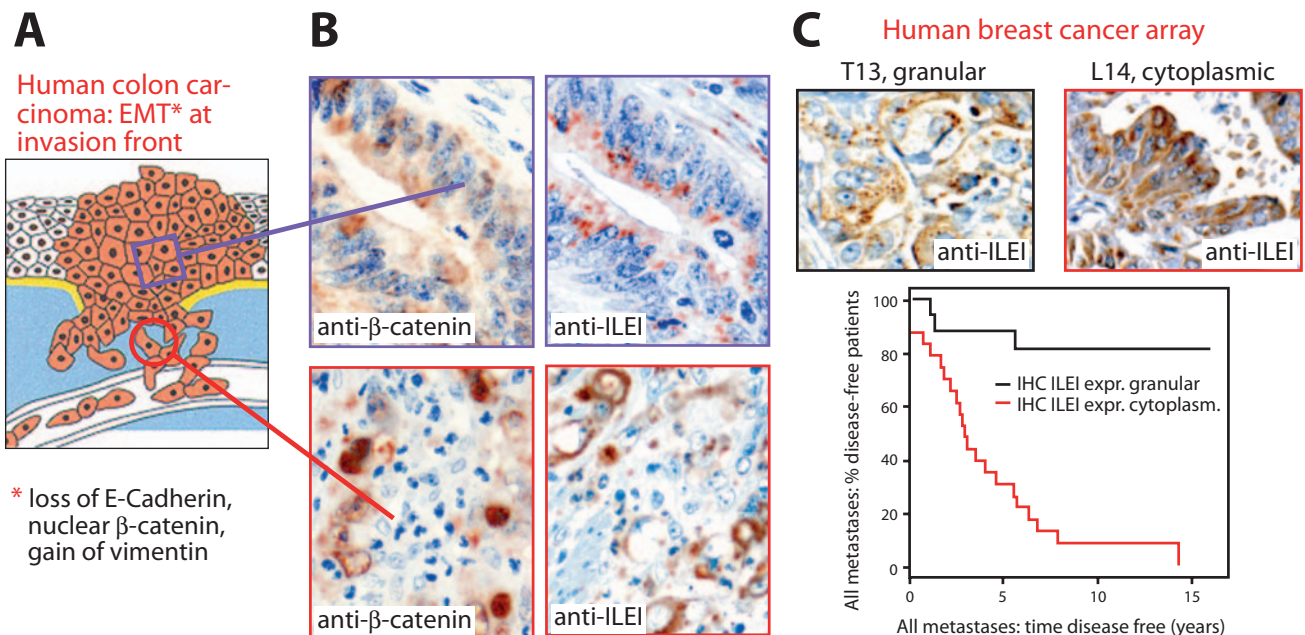 A
Human colon car-
cinoma: EMT* at
invasion front
* loss of E-Cadherin,
nuclear β-catenin,
gain of vimentin
B
anti-β-catenin
anti-ILEI
anti-β-catenin
anti-ILEI
C
Human breast cancer array
T13, granular
L14, cytoplasmic
anti-ILEI
anti-ILEI
All metastases: % disease-free patients
100
80
60
40
20
0
IHC ILEI expr. granular
IHC ILEI expr. cytoplasm.
0
5
10
15
All metastases: time disease free (years)